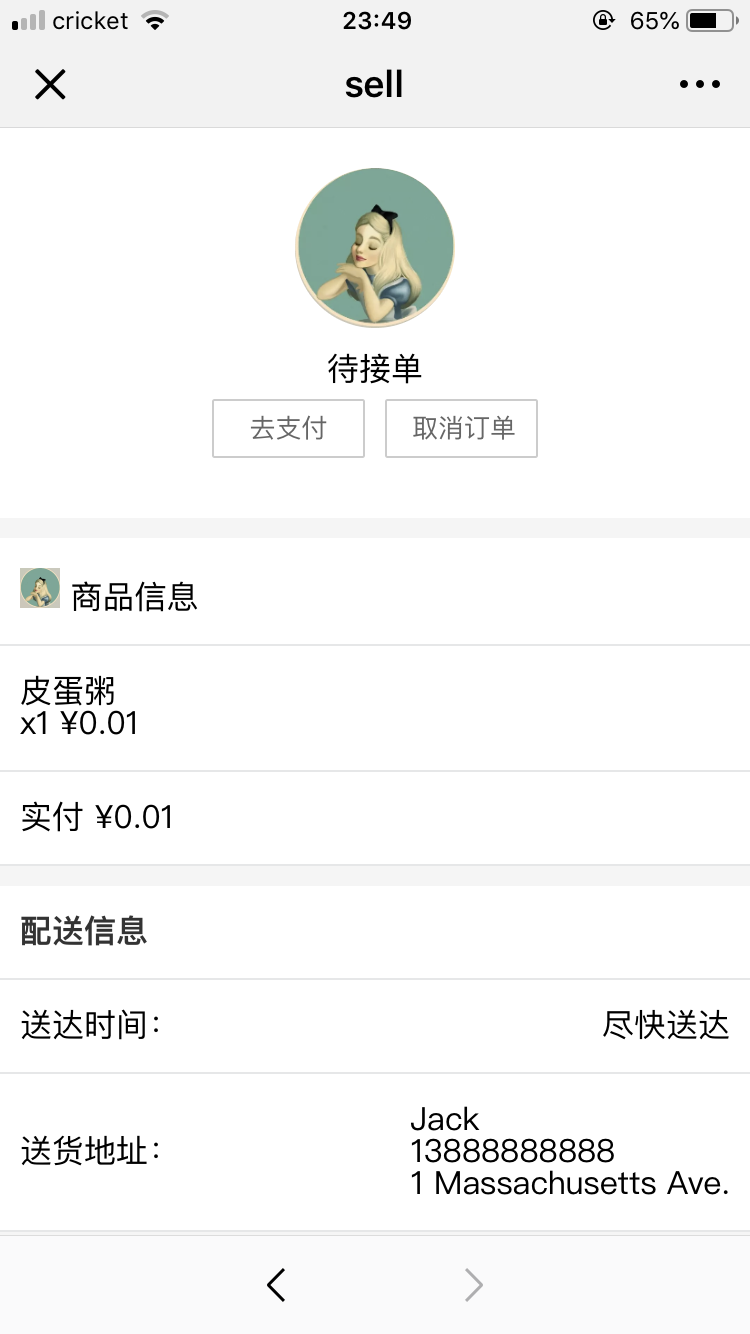 cricket 23:49 65%
sell
待接单
去支付 取消订单
商品信息
皮蛋粥
x1 ¥0.01
实付 ¥0.01
配送信息
送达时间： 尽快送达
送货地址： Jack
13888888888
1 Massachusetts Ave.